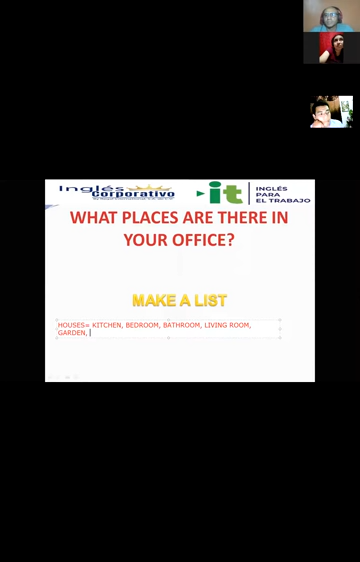 Inglés
Corporativo
it
INGLÉS
PARA
EL TRABAJO
WHAT PLACES ARE THERE IN
YOUR OFFICE?
MAKE A LIST
HOUSES= KITCHEN, BEDROOM, BATHROOM, LIVING ROOM,
GARDEN,